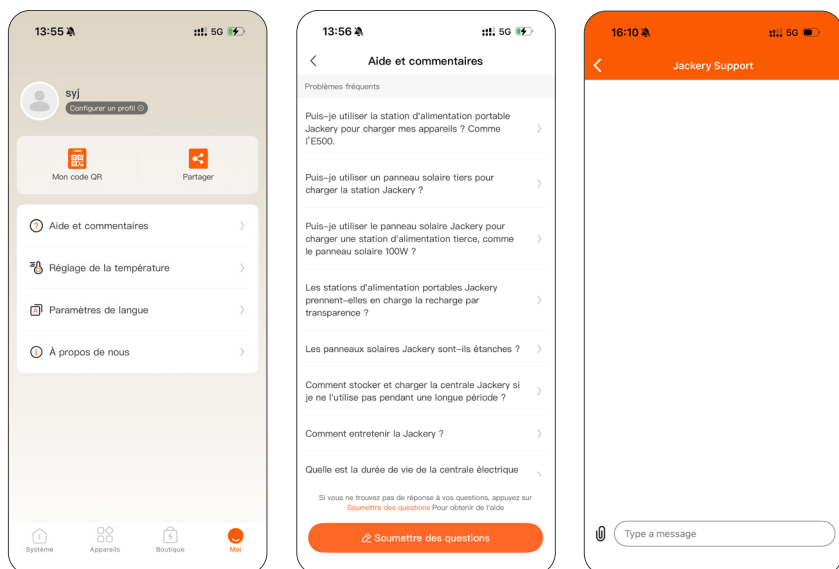 13:55
5G
syj
Configurer un profil
Mon code QR
Partager
Aide et commentaires
Réglage de la température
Paramètres de langue
À propos de nous
Système
Appareils
Boutique
Moi
13:56
5G
Aide et commentaires
Problèmes fréquents
Puis-je utiliser la station d'alimentation portable
Jackery pour charger mes appareils ? Comme
l'E500.
Puis-je utiliser un panneau solaire tiers pour
charger la station Jackery ?
Puis-je utiliser le panneau solaire Jackery pour
charger une station d'alimentation tierce, comme
le panneau solaire 100W ?
Les stations d'alimentation portables Jackery
prennent-elles en charge la recharge par
transparence ?
Les panneaux solaires Jackery sont-ils étanches ?
Comment stocker et charger la centrale Jackery si
je ne l'utilise pas pendant une longue période ?
Comment entretenir la Jackery ?
Quelle est la durée de vie de la centrale électrique
Si vous ne trouvez pas de réponse à vos questions, appuyez sur
Soumettre des questions Pour obtenir de l'aide
Soumettre des questions
16:10
5G
Jackery Support
Type a message